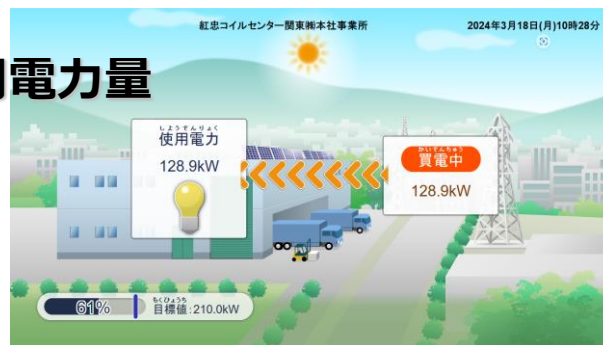 紅忠コイルセンター関東㈱本社事業所
2024年3月18日(月)10時28分
電力量
しようでんりょく
使用電力
128.9kW
かいでんちゅう
買電中
128.9kW
61%
もくひょうち
目標値:210.0kW